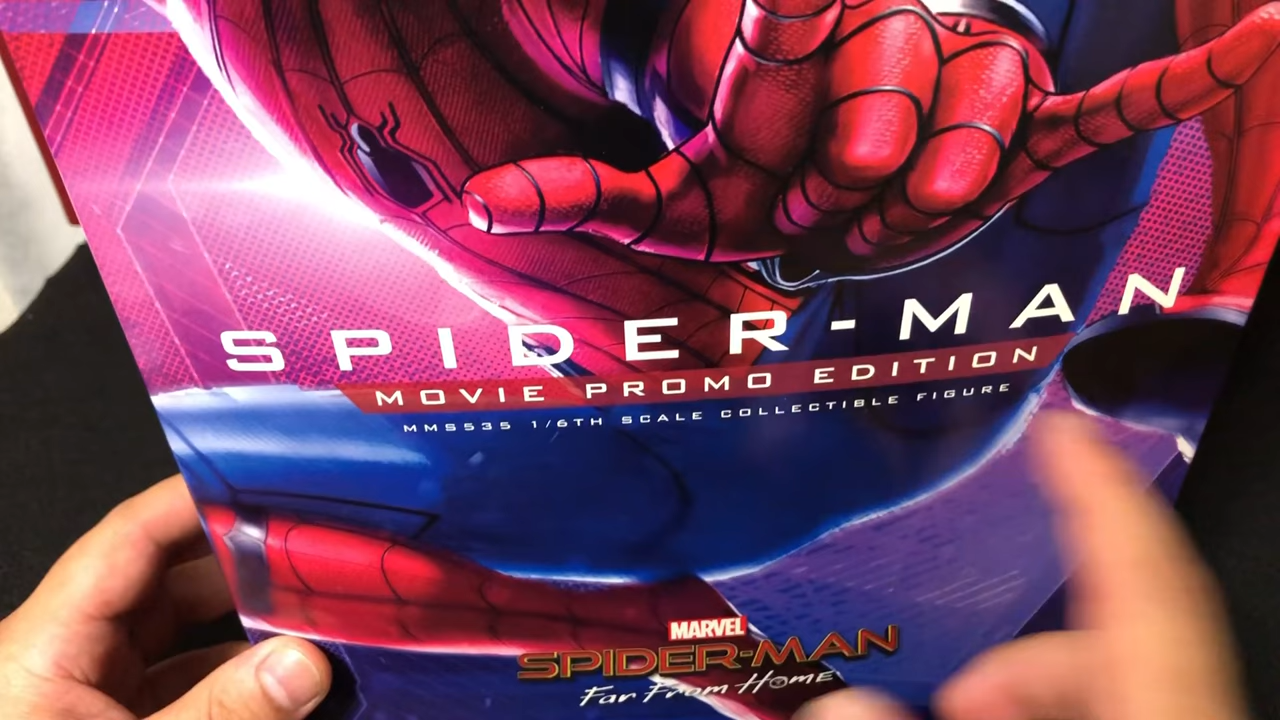 SPIDER-MAN
MOVIE PROMO EDITION
MMS535 1/6TH SCALE COLLECTIBLE FIGURE
MARVEL
SPIDER-MAN
Far From Home